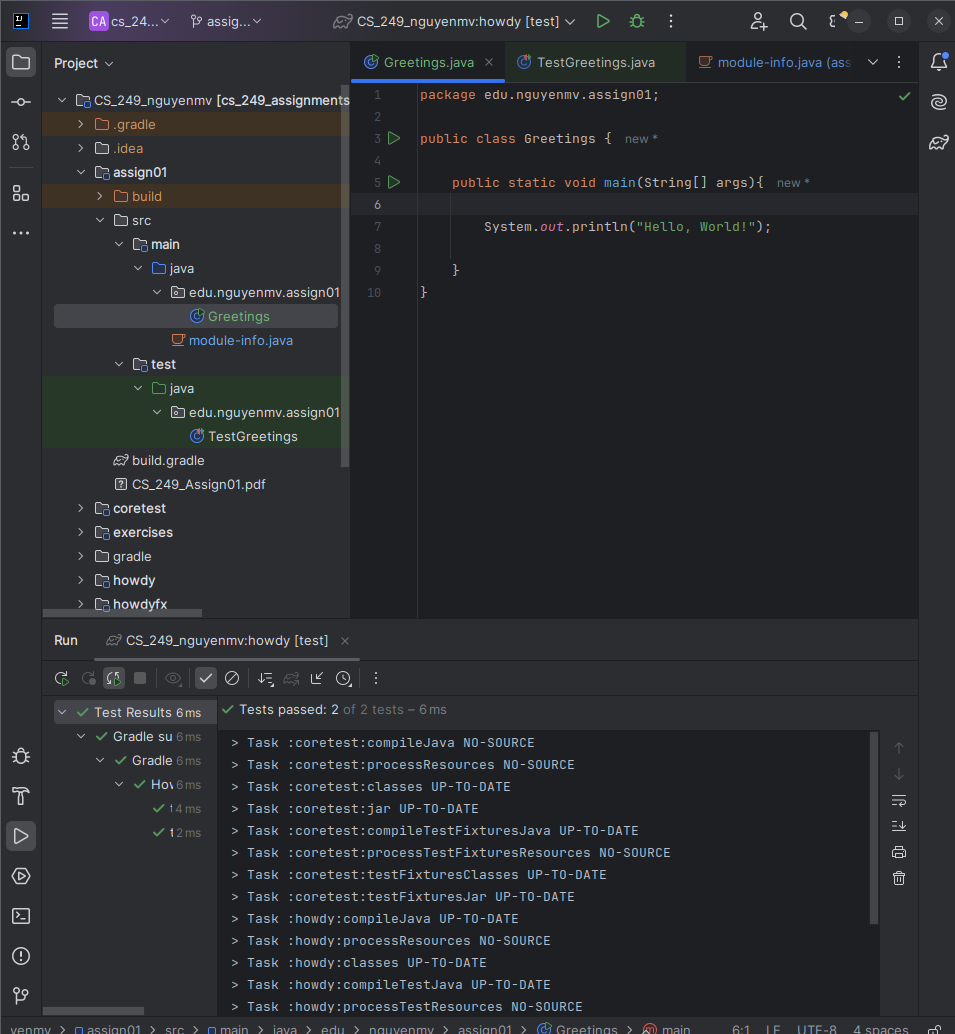 CA cs_24... assig... CS_249_nguyenmv:howdy [test]
Project
CS_249_nguyenmv [cs_249_assignments
.gradle
.idea
assign01
build
src
main
java
edu.nguyenmv.assign01
Greetings
module-info.java
test
java
edu.nguyenmv.assign01
TestGreetings
build.gradle
CS_249_Assign01.pdf
coretest
exercises
gradle
howdy
howdyfx
Greetings.java TestGreetings.java module-info.java (ass
1 package edu.nguyenmv.assign01;
2
3 public class Greetings { new *
4
5 public static void main(String[] args){ new *
6
7 System.out.println("Hello, World!");
8
9 }
10 }
Run CS_249_nguyenmv:howdy [test]
Test Results 6 ms
Gradle su 6 ms
Gradle 6 ms
Hov 6 ms
t 4 ms
t 2 ms
Tests passed: 2 of 2 tests – 6 ms
> Task :coretest:compileJava NO-SOURCE
> Task :coretest:processResources NO-SOURCE
> Task :coretest:classes UP-TO-DATE
> Task :coretest:jar UP-TO-DATE
> Task :coretest:compileTestFixturesJava UP-TO-DATE
> Task :coretest:processTestFixturesResources NO-SOURCE
> Task :coretest:testFixturesClasses UP-TO-DATE
> Task :coretest:testFixturesJar UP-TO-DATE
> Task :howdy:compileJava UP-TO-DATE
> Task :howdy:processResources NO-SOURCE
> Task :howdy:classes UP-TO-DATE
> Task :howdy:compileTestJava UP-TO-DATE
> Task :howdy:processTestResources NO-SOURCE
yenmv > assign01 > src > main > java > edu > nguyenmv > assign01 > Greetings > main 6:1 LF UTF-8 4 spaces